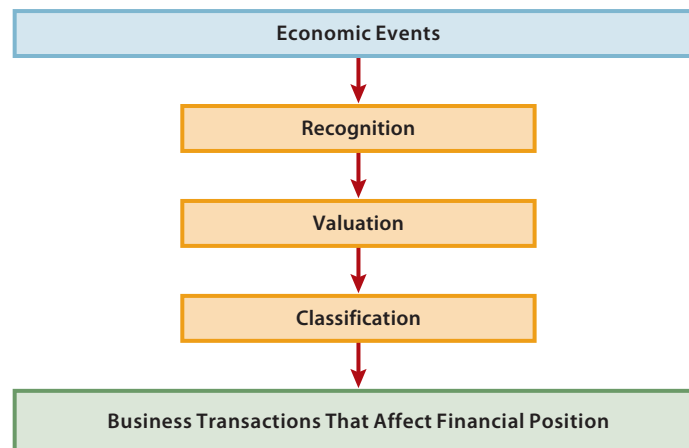 Economic Events
Recognition
Valuation
Classification
Business Transactions That Affect Financial Position